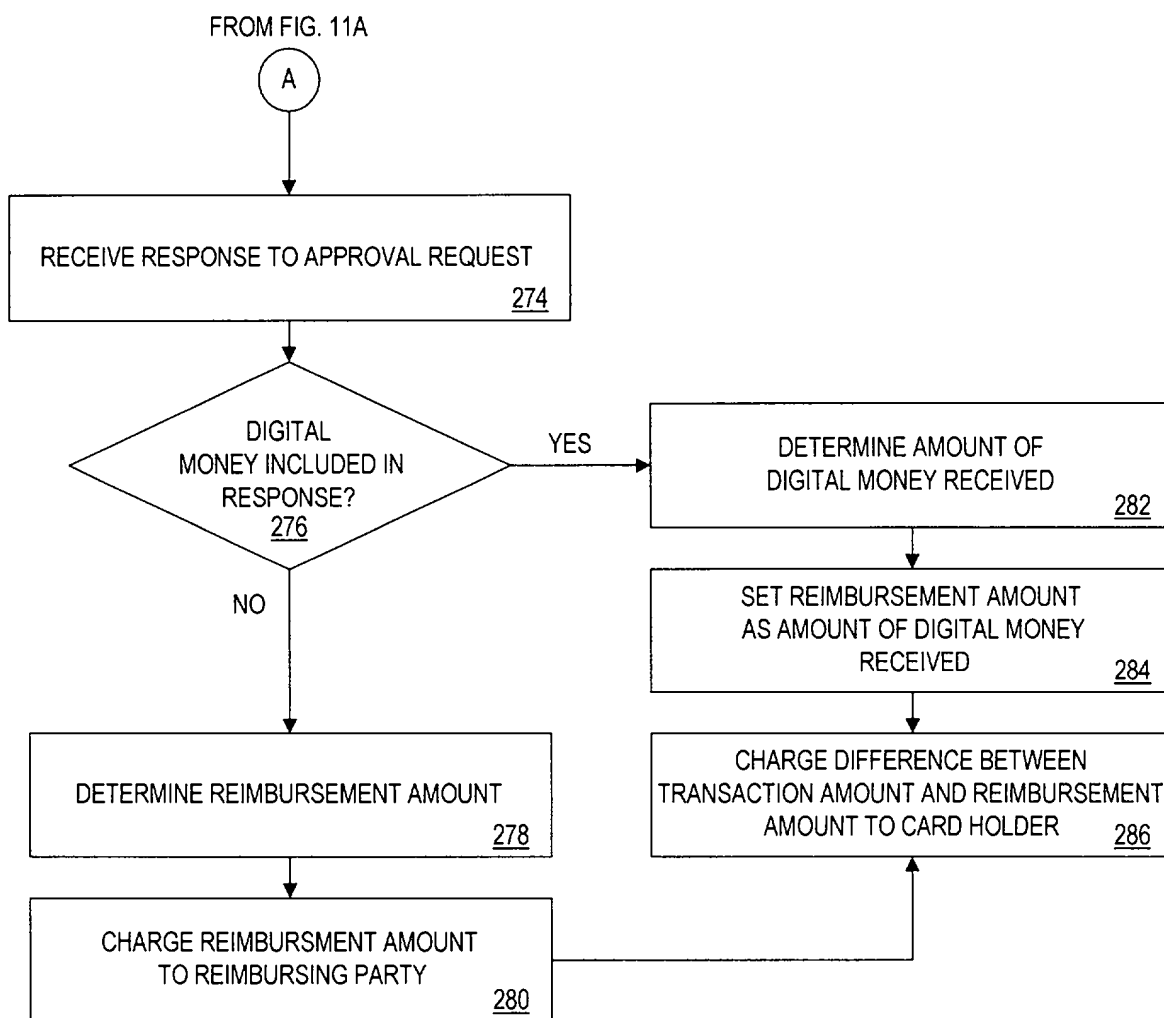 FROM FIG. 11A
A
RECEIVE RESPONSE TO APPROVAL REQUEST
274
DIGITAL
MONEY INCLUDED IN
RESPONSE?
276
YES
NO
DETERMINE AMOUNT OF
DIGITAL MONEY RECEIVED
282
SET REIMBURSEMENT AMOUNT
AS AMOUNT OF DIGITAL MONEY
RECEIVED
284
DETERMINE REIMBURSEMENT AMOUNT
278
CHARGE REIMBURSMENT AMOUNT
TO REIMBURSING PARTY
280
CHARGE DIFFERENCE BETWEEN
TRANSACTION AMOUNT AND REIMBURSEMENT
AMOUNT TO CARD HOLDER
286